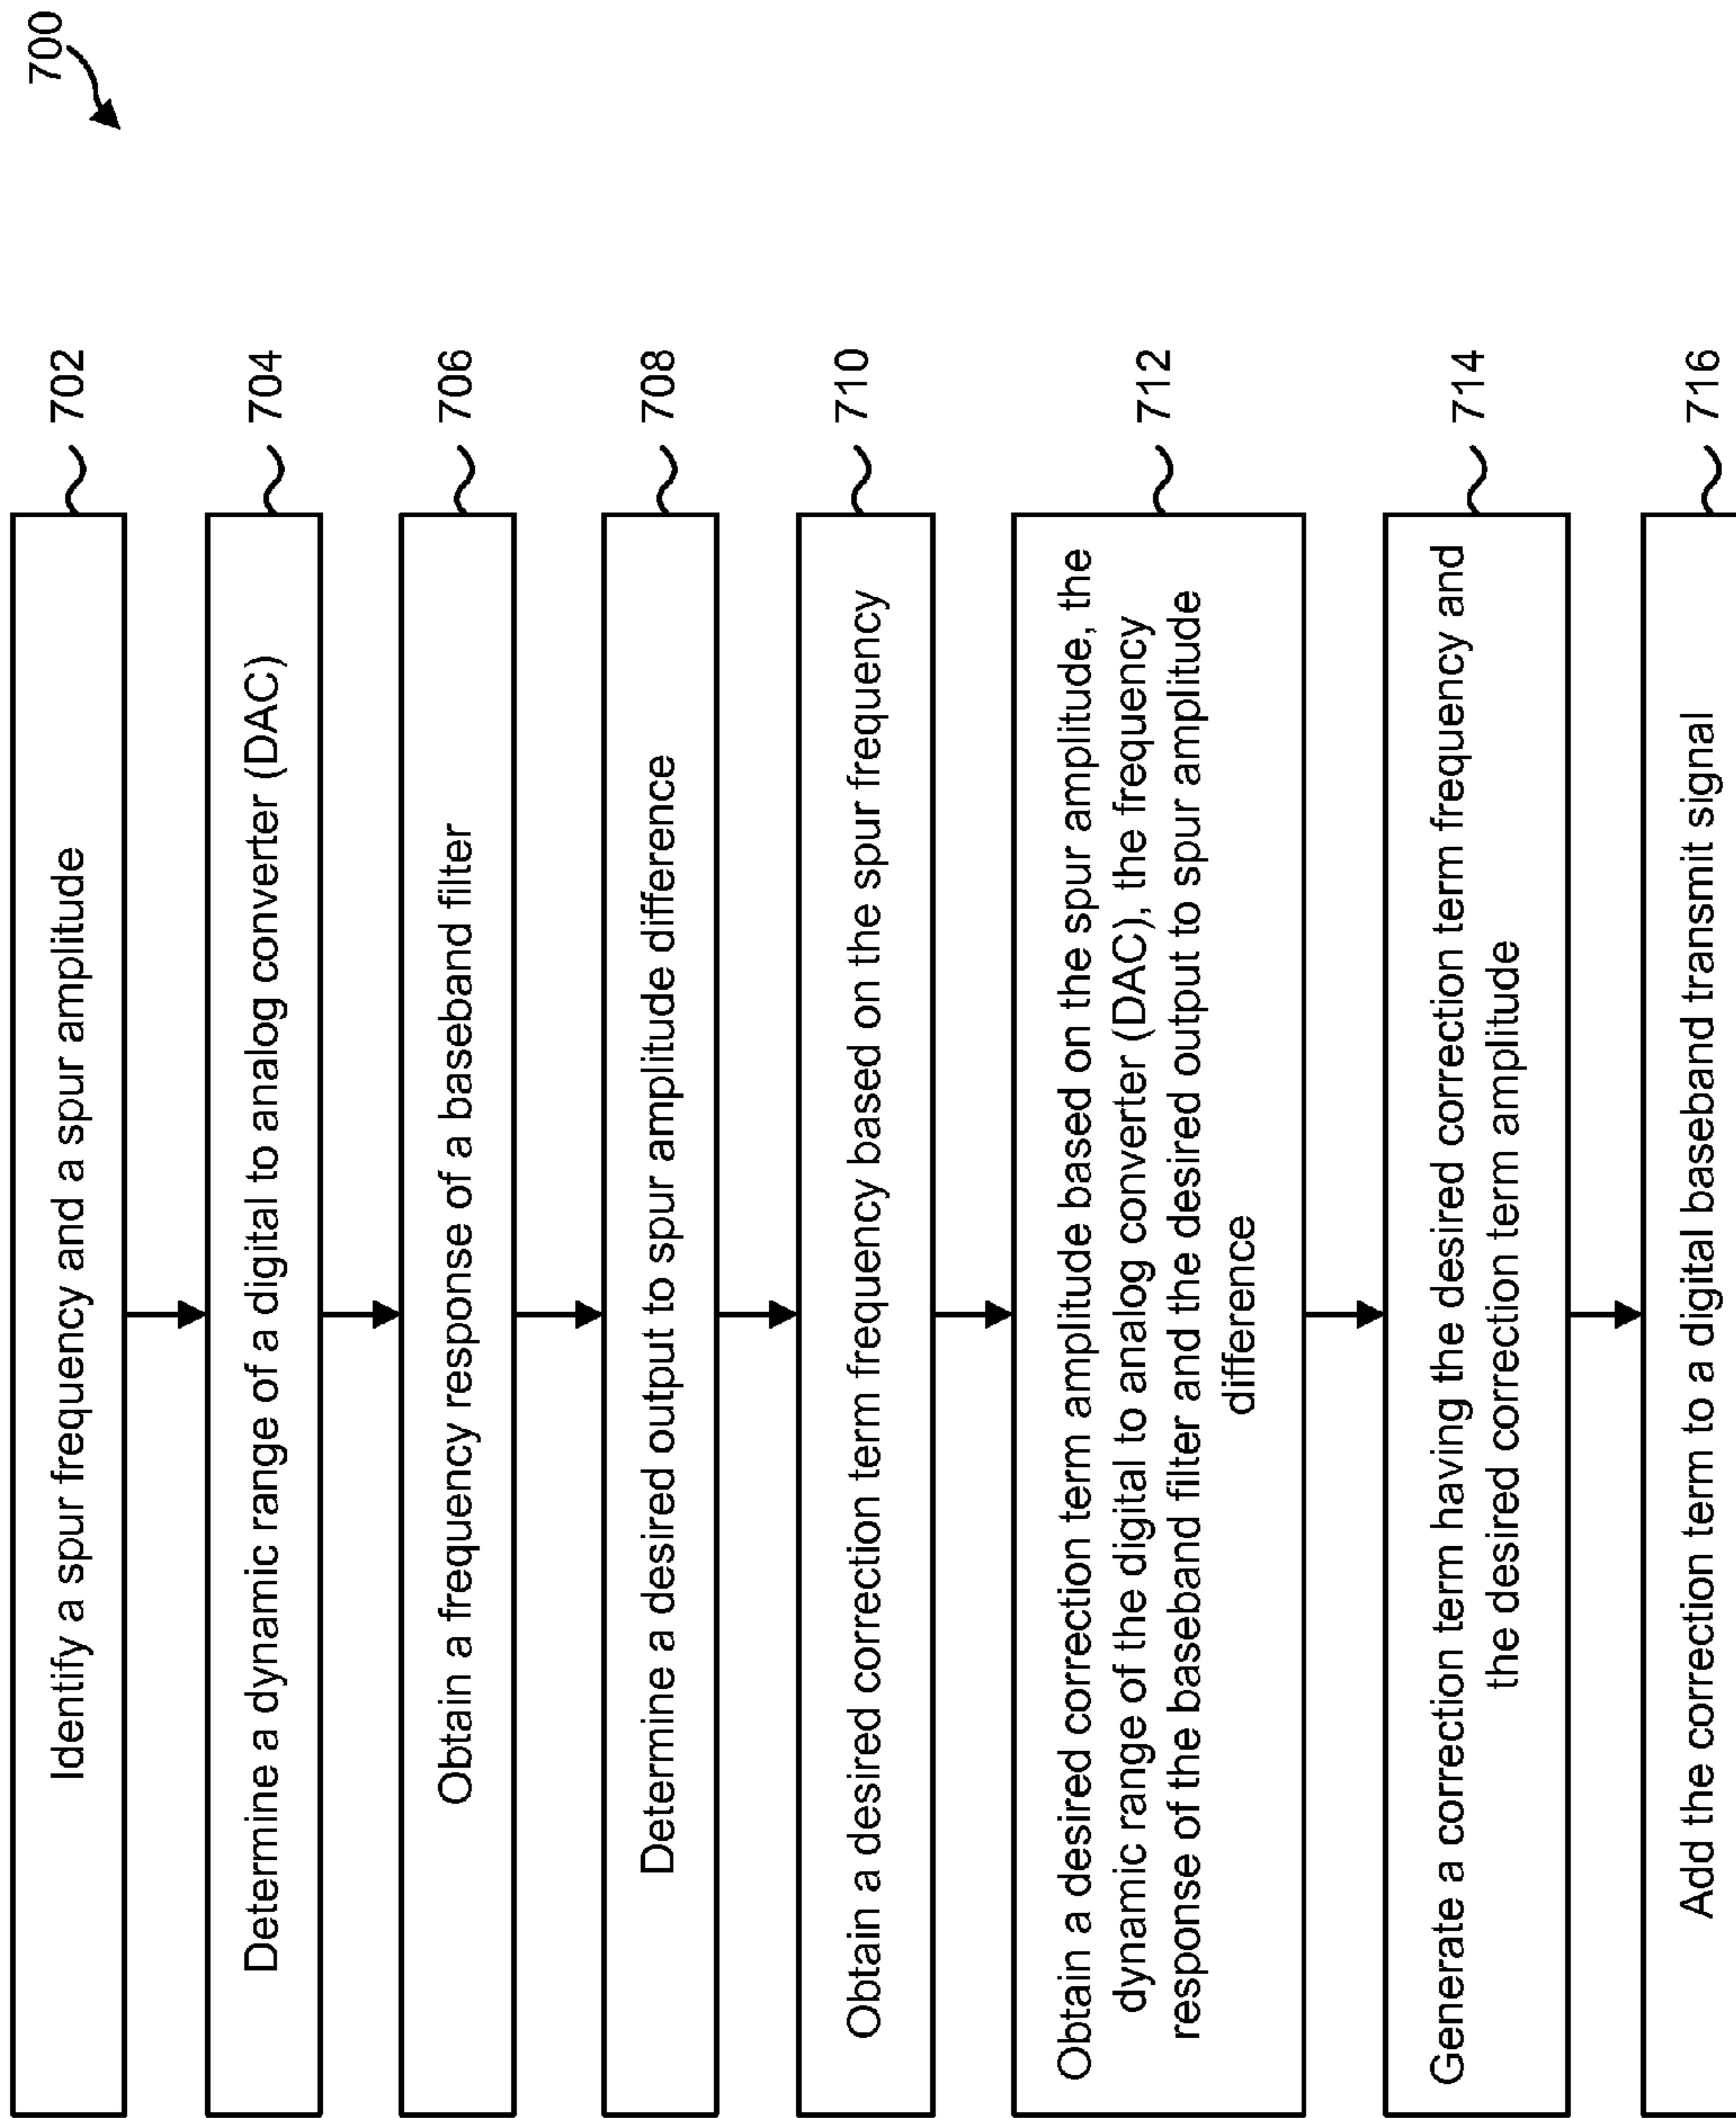 700
Identify a spur frequency and a spur amplitude
702
Determine a dynamic range of a digital to analog converter (DAC)
704
Obtain a frequency response of a baseband filter
706
Determine a desired output to spur amplitude difference
708
Obtain a desired correction term frequency based on the spur frequency
710
Obtain a desired correction term amplitude based on the spur amplitude, the
dynamic range of the digital to analog converter (DAC), the frequency
response of the baseband filter and the desired output to spur amplitude
difference
712
Generate a correction term having the desired correction term frequency and
the desired correction term amplitude
714
Add the correction term to a digital baseband transmit signal
716